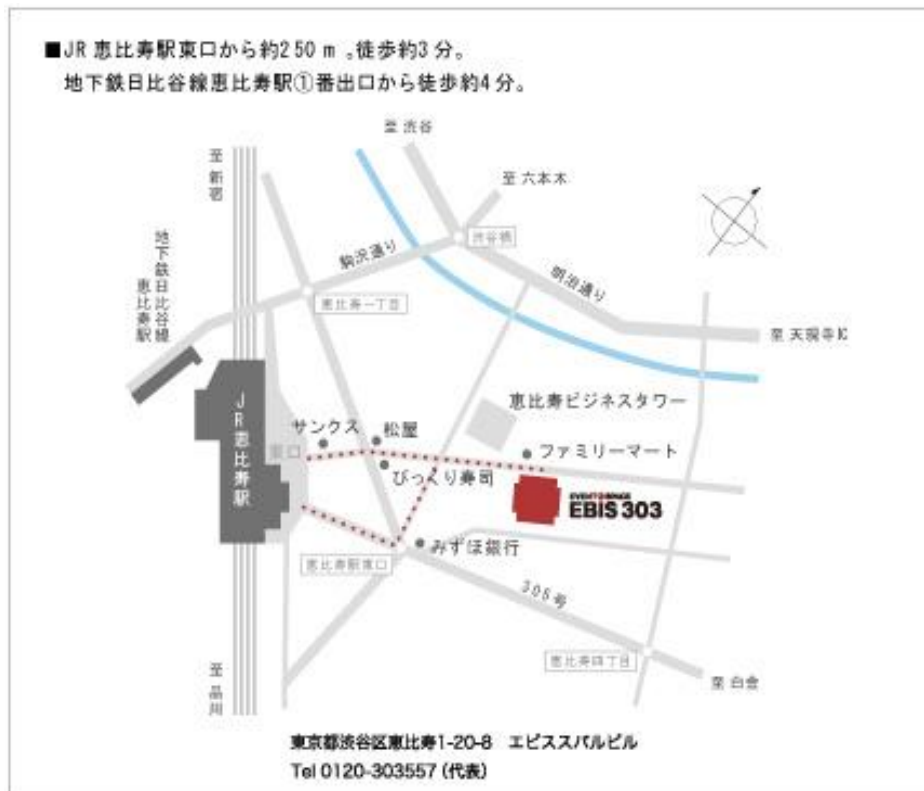 ■JR 恵比寿駅東口から約250 m 。徒歩約3 分。
地下鉄日比谷線恵比寿駅①番出口から徒歩約4 分。
至 渋谷
至 新宿
至 六本木
渋谷橋
駒沢通り
明治通り
地下鉄日比谷線
恵比寿駅
恵比寿一丁目
至 天現寺IC
恵比寿ビジネスタワー
JR恵比寿駅
東口
サンクス
松屋
ファミリーマート
びっくり寿司
EVENT SPACE
EBIS 303
みずほ銀行
恵比寿駅東口
305号
恵比寿四丁目
至 品川
至 白金
東京都渋谷区恵比寿1-20-8 エビススバルビル
Tel 0120-303557 (代表)